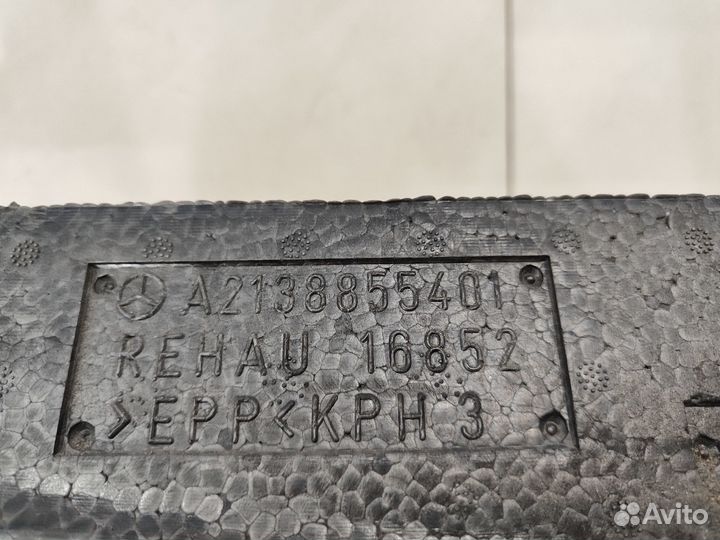 A2138855401
REHAU 16852
>EPP< KPH 3
Avito